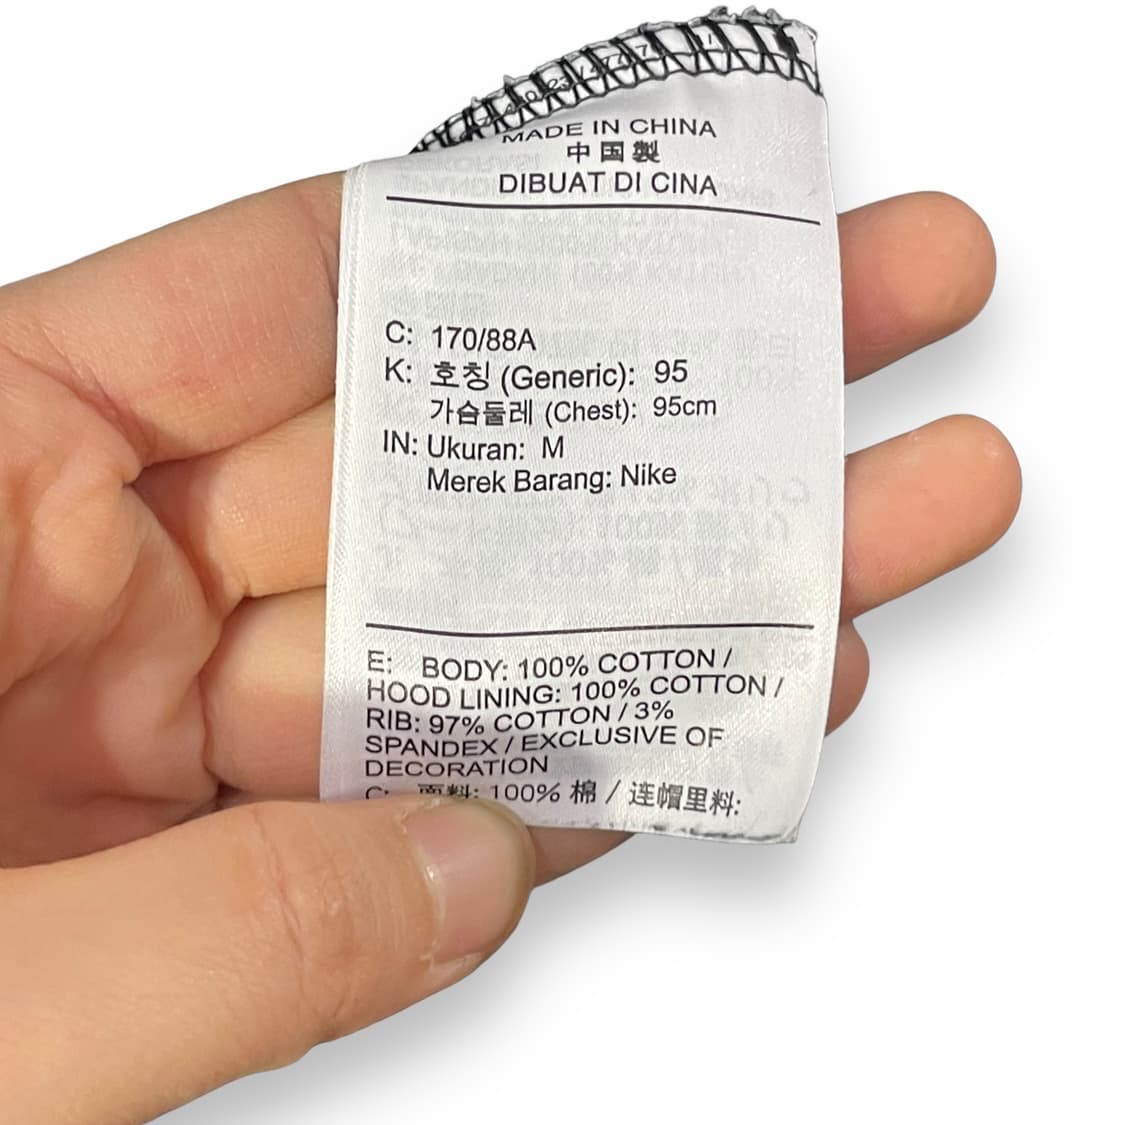 MADE IN CHINA
中国製
DIBUAT DI CINA
C: 170/88A
K: 호칭 (Generic): 95
가슴둘레 (Chest): 95cm
IN: Ukuran: M
Merek Barang: Nike
E: BODY: 100% COTTON /
HOOD LINING: 100% COTTON /
RIB: 97% COTTON / 3%
SPANDEX / EXCLUSIVE OF
DECORATION
C: 面料: 100% 棉 / 连帽里料: